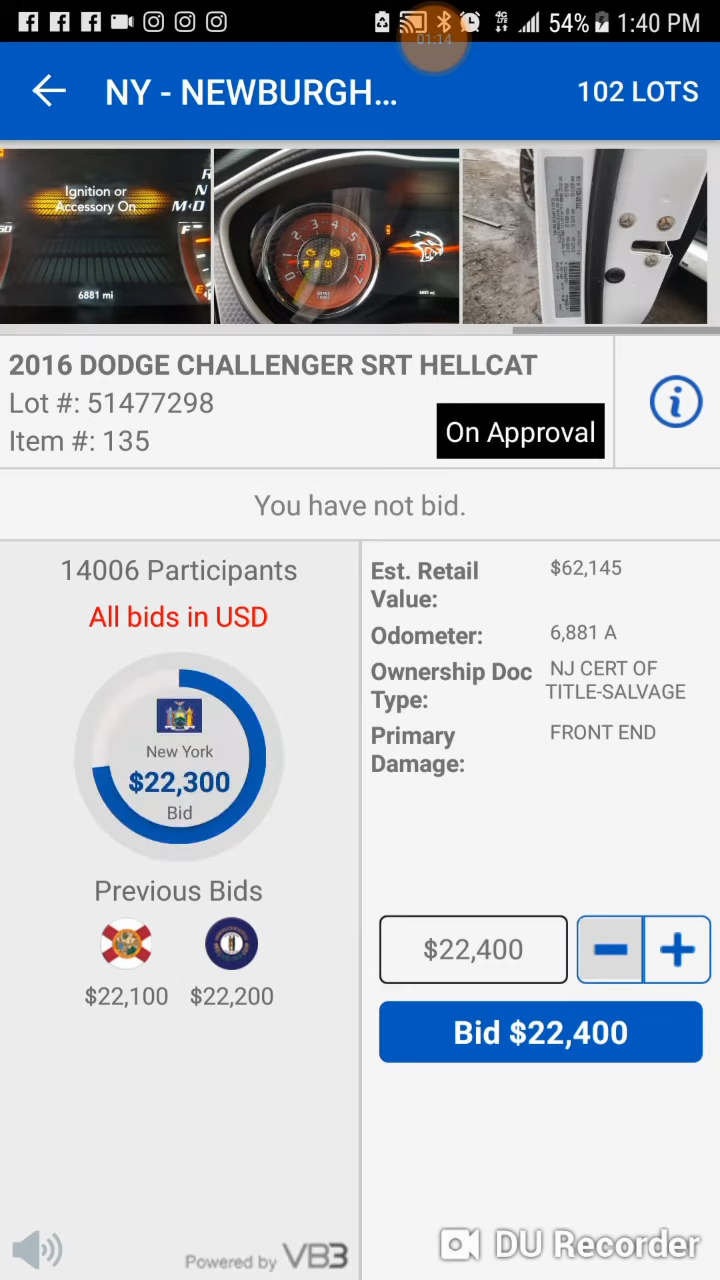 54% 1:40 PM
01:14
NY - NEWBURGH...
102 LOTS
Ignition or
Accessory On
6881 mi
2016 DODGE CHALLENGER SRT HELLCAT
Lot #: 51477298
Item #: 135
On Approval
You have not bid.
14006 Participants
All bids in USD
New York
$22,300
Bid
Previous Bids
$22,100 $22,200
Est. Retail Value: $62,145
Odometer: 6,881 A
Ownership Doc Type: NJ CERT OF TITLE-SALVAGE
Primary Damage: FRONT END
$22,400
Bid $22,400
Powered by VB3
DU Recorder